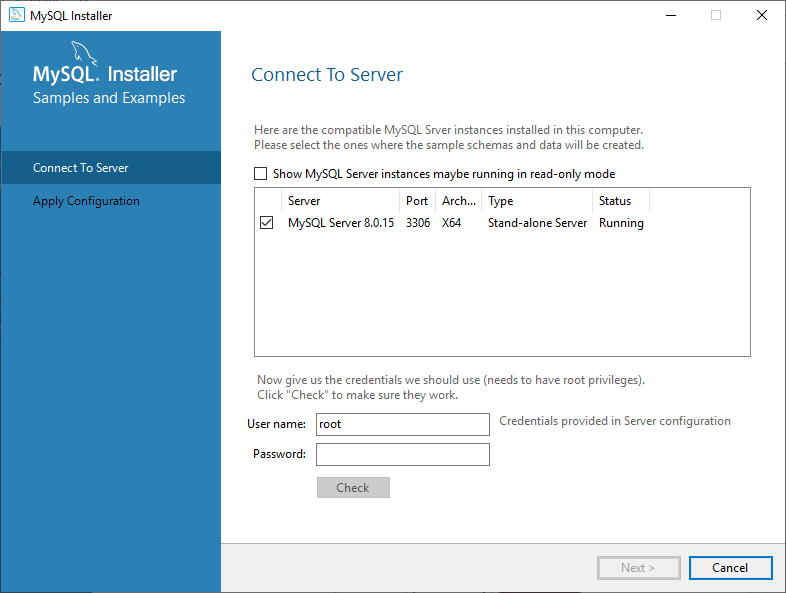 MySQL Installer
MySQL. Installer
Samples and Examples
Connect To Server
Apply Configuration
Connect To Server
Here are the compatible MySQL Srver instances installed in this computer.
Please select the ones where the sample schemas and data will be created.
Show MySQL Server instances maybe running in read-only mode
Server Port Arch... Type Status
MySQL Server 8.0.15 3306 X64 Stand-alone Server Running
Now give us the credentials we should use (needs to have root privileges).
Click "Check" to make sure they work.
User name: root Credentials provided in Server configuration
Password:
Check
Next > Cancel